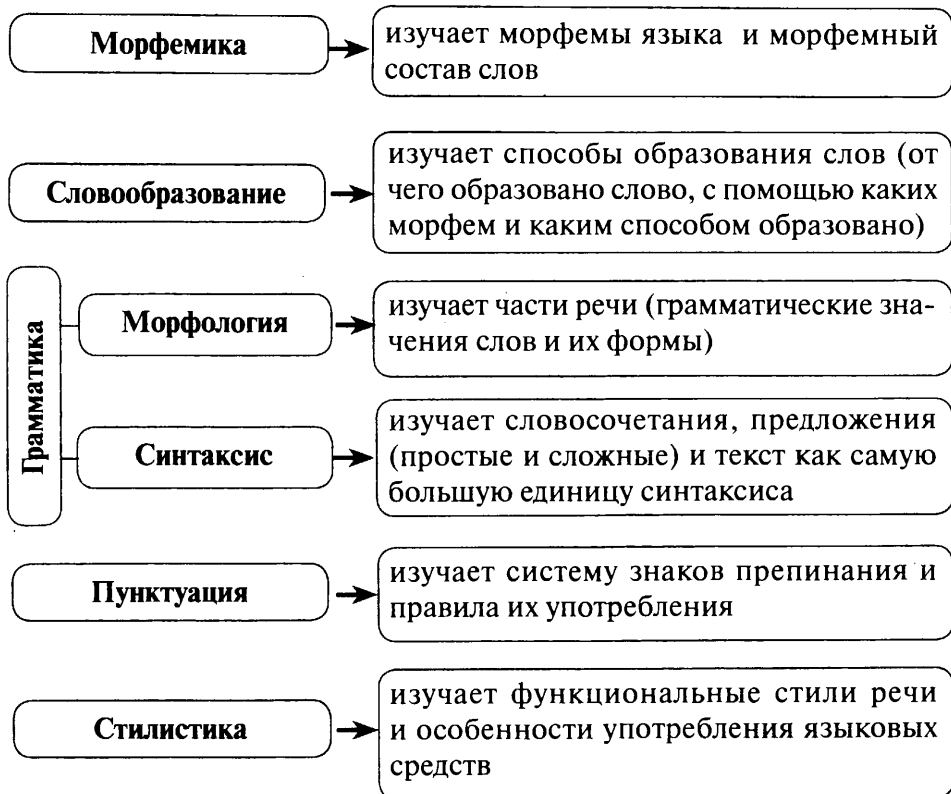 Морфемика
изучает морфемы языка и морфемный
состав слов
Словообразование
изучает способы образования слов (от
чего образовано слово, с помощью каких
морфем и каким способом образовано)
Грамматика
Морфология
изучает части речи (грамматические зна-
чения слов и их формы)
Синтаксис
изучает словосочетания, предложения
(простые и сложные) и текст как самую
большую единицу синтаксиса
Пунктуация
изучает систему знаков препинания и
правила их употребления
Стилистика
изучает функциональные стили речи
и особенности употребления языковых
средств